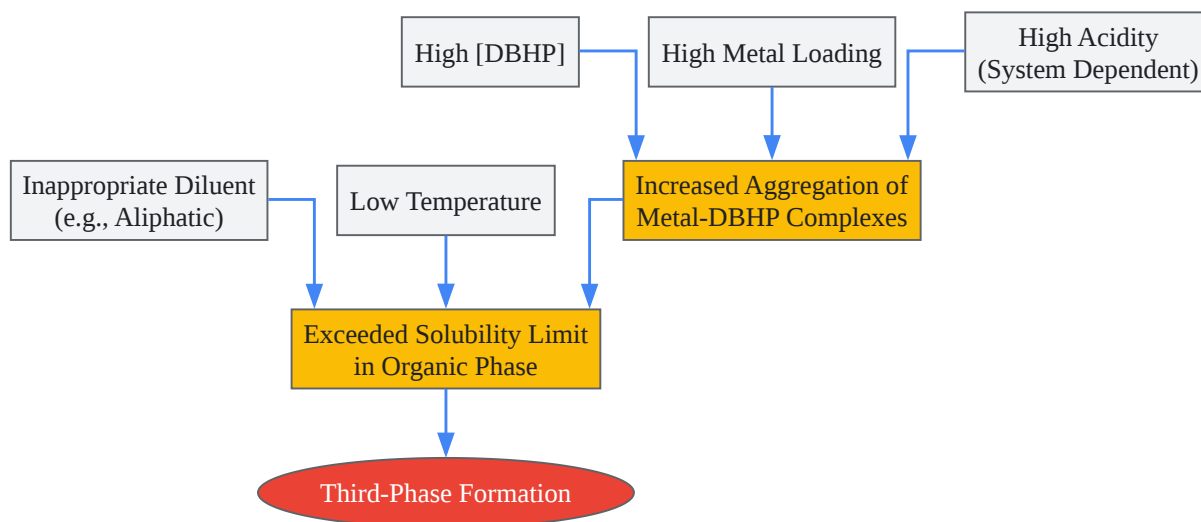 High [DBHP]
High Metal Loading
High Acidity
(System Dependent)
Inappropriate Diluent
(e.g., Aliphatic)
Low Temperature
Increased Aggregation of
Metal-DBHP Complexes
Exceeded Solubility Limit
in Organic Phase
Third-Phase Formation